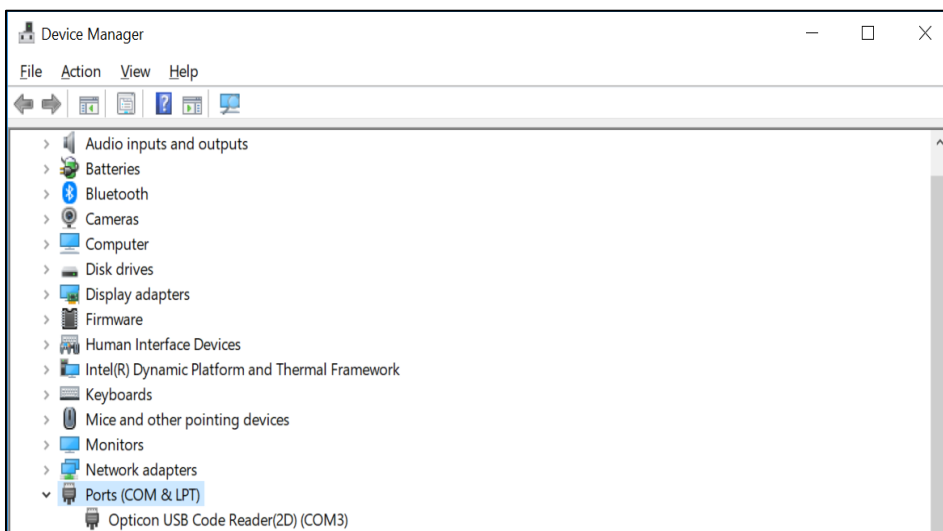 Device Manager
File Action View Help
Audio inputs and outputs
Batteries
Bluetooth
Cameras
Computer
Disk drives
Display adapters
Firmware
Human Interface Devices
Intel(R) Dynamic Platform and Thermal Framework
Keyboards
Mice and other pointing devices
Monitors
Network adapters
Ports (COM & LPT)
Opticon USB Code Reader(2D) (COM3)